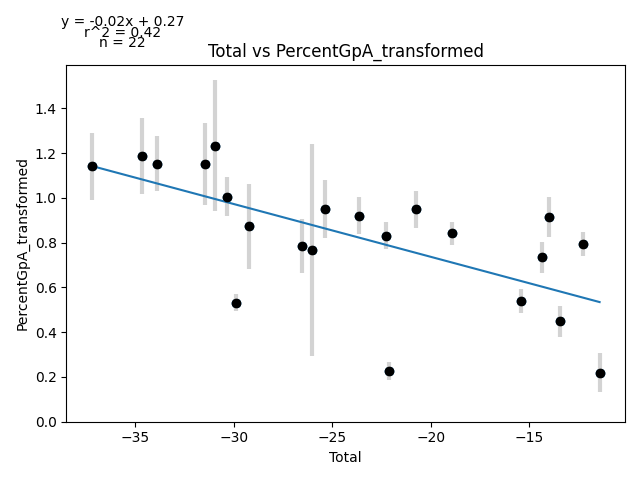 y = -0.02x + 0.27
r^2 = 0.42
n = 22
Total vs PercentGpA_transformed
PercentGpA_transformed
1.4
1.2
1.0
0.8
0.6
0.4
0.2
0.0
−35 −30 −25 −20 −15
Total